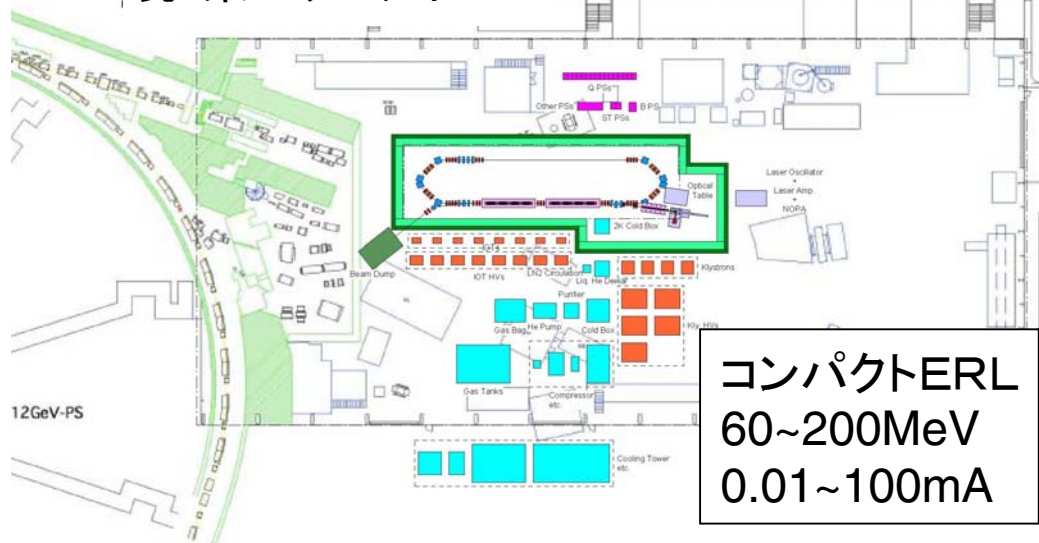 Q PSs
Other PSs
B PS
ST PSs
Laser Oscillator
+
Laser Amp.
+
NOPA
Optical
Table
2K Cold Box
IOTs
Beam Dump
IOT HVs
LN2 Circulation
Liq. He Dewar
Klystrons
Purifier
Gas Bag
He Pump
Cold Box
Kly. HVs
Gas Tanks
Compressor
etc.
12GeV-PS
Cooling Tower
etc.
コンパクトERL
60~200MeV
0.01~100mA